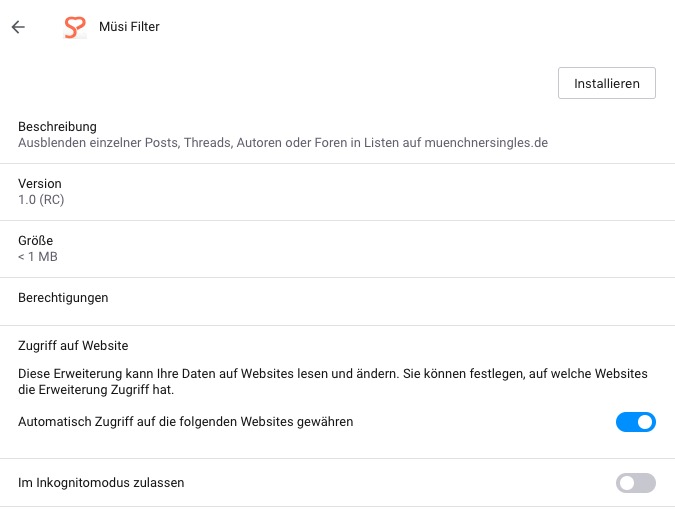 Müsi Filter
Installieren
Beschreibung
Ausblenden einzelner Posts, Threads, Autoren oder Foren in Listen auf muenchnersingles.de
Version
1.0 (RC)
Größe
< 1 MB
Berechtigungen
Zugriff auf Website
Diese Erweiterung kann Ihre Daten auf Websites lesen und ändern. Sie können festlegen, auf welche Websites
die Erweiterung Zugriff hat.
Automatisch Zugriff auf die folgenden Websites gewähren
Im Inkognitomodus zulassen